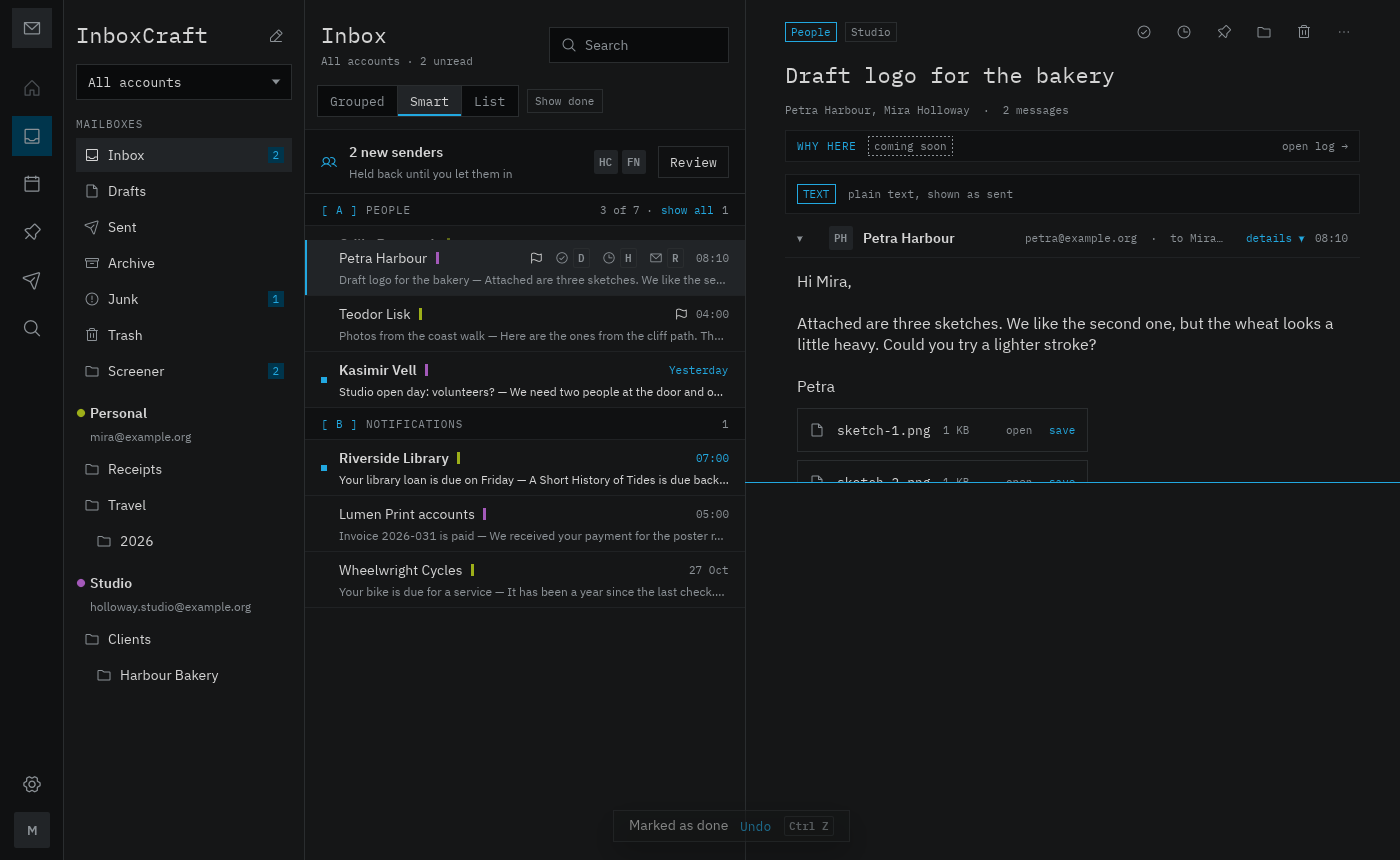 InboxCraft
All accounts
MAILBOXES
Inbox 2
Drafts
Sent
Archive
Junk 1
Trash
Screener 2
Personal
mira@example.org
Receipts
Travel
2026
Studio
holloway.studio@example.org
Clients
Harbour Bakery
M
Inbox
All accounts · 2 unread
Search
Grouped Smart List Show done
2 new senders
Held back until you let them in
HC FN Review
[ A ] PEOPLE 3 of 7 · show all 1
Petra Harbour D H R 08:10
Draft logo for the bakery — Attached are three sketches. We like the se…
Teodor Lisk 04:00
Photos from the coast walk — Here are the ones from the cliff path. Th…
Kasimir Vell Yesterday
Studio open day: volunteers? — We need two people at the door and o…
[ B ] NOTIFICATIONS 1
Riverside Library 07:00
Your library loan is due on Friday — A Short History of Tides is due back…
Lumen Print accounts 05:00
Invoice 2026-031 is paid — We received your payment for the poster r…
Wheelwright Cycles 27 Oct
Your bike is due for a service — It has been a year since the last check.…
People Studio
Draft logo for the bakery
Petra Harbour, Mira Holloway · 2 messages
WHY HERE coming soon open log →
TEXT plain text, shown as sent
▾ PH Petra Harbour petra@example.org · to Mira… details ▾ 08:10
Hi Mira,
Attached are three sketches. We like the second one, but the wheat looks a
little heavy. Could you try a lighter stroke?
Petra
sketch-1.png 1 KB open save
sketch-2.png 1 KB open save
Marked as done Undo Ctrl Z